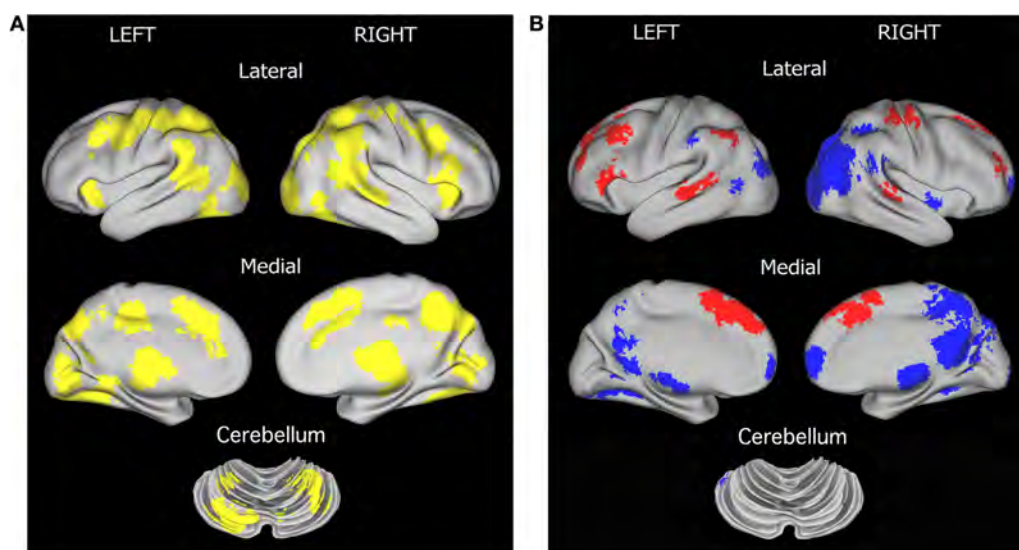 A
LEFT RIGHT
Lateral
Medial
Cerebellum
B
LEFT RIGHT
Lateral
Medial
Cerebellum